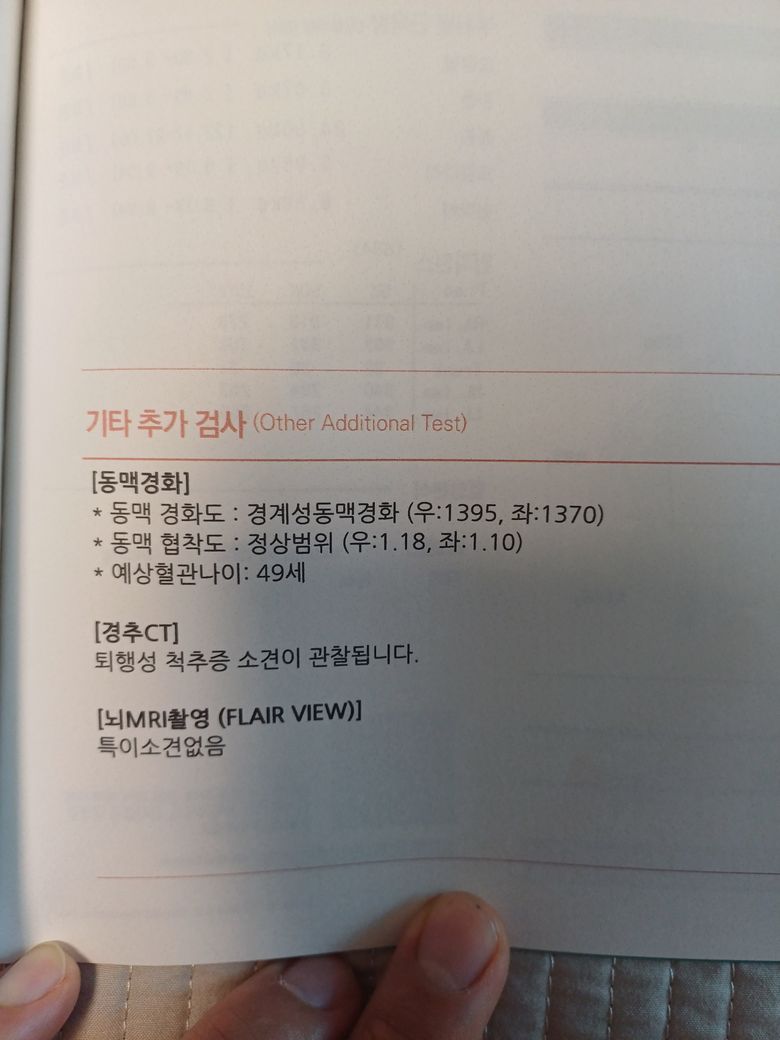 기타 추가 검사 (Other Additional Test)
[동맥경화]
* 동맥 경화도 : 경계성동맥경화 (우:1395, 좌:1370)
* 동맥 협착도 : 정상범위 (우:1.18, 좌:1.10)
* 예상혈관나이: 49세
[경추CT]
퇴행성 척추증 소견이 관찰됩니다.
[뇌MRI촬영 (FLAIR VIEW)]
특이소견없음